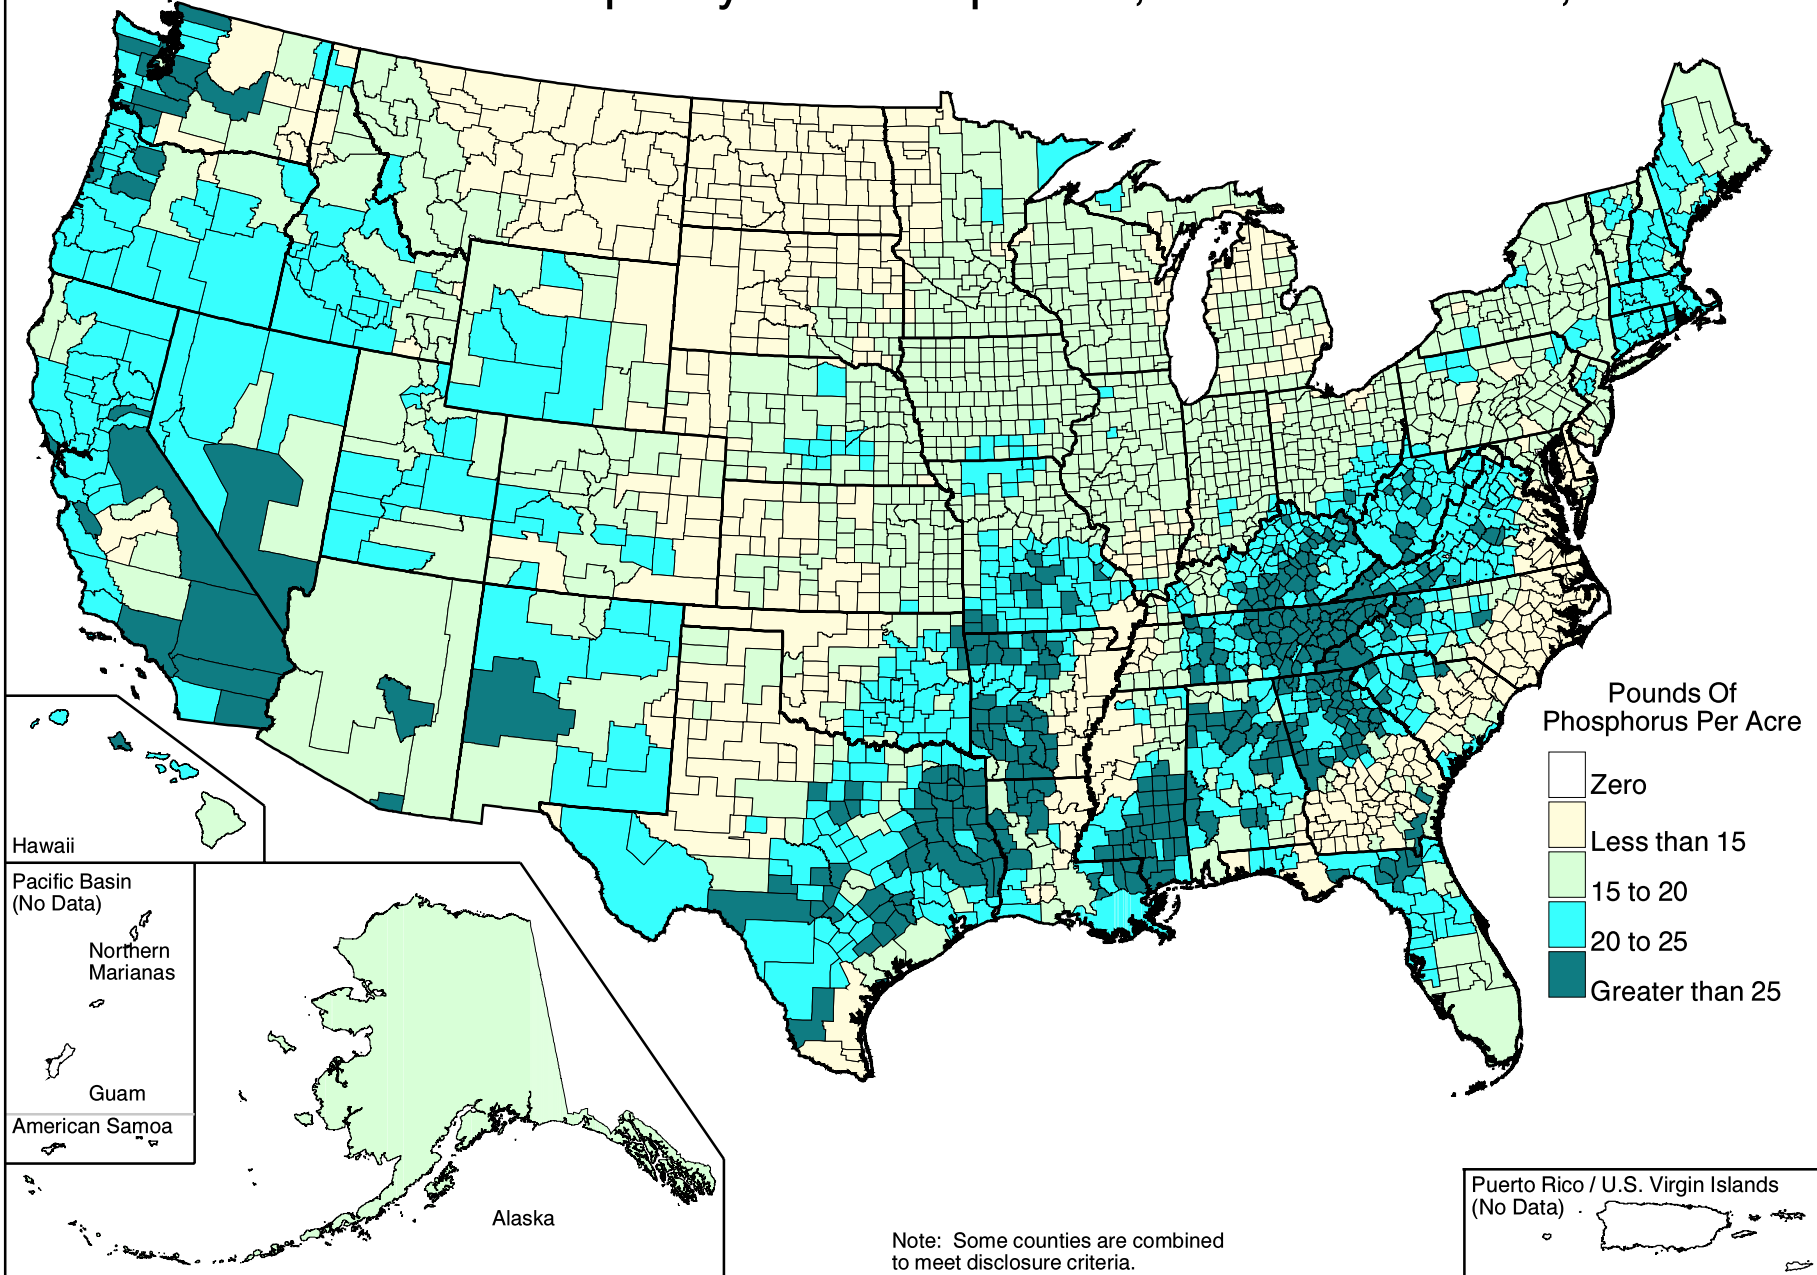 Pounds Of
Phosphorus Per Acre
Zero
Less than 15
15 to 20
20 to 25
Greater than 25
Hawaii
Pacific Basin
(No Data)
Northern
Marianas
Guam
American Samoa
Alaska
Note: Some counties are combined
to meet disclosure criteria.
Puerto Rico / U.S. Virgin Islands
(No Data)